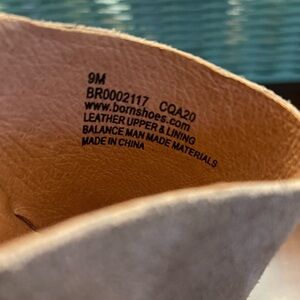 9M
BR0002117 CQA20
www.bornshoes.com
LEATHER UPPER & LINING
BALANCE MAN MADE MATERIALS
MADE IN CHINA